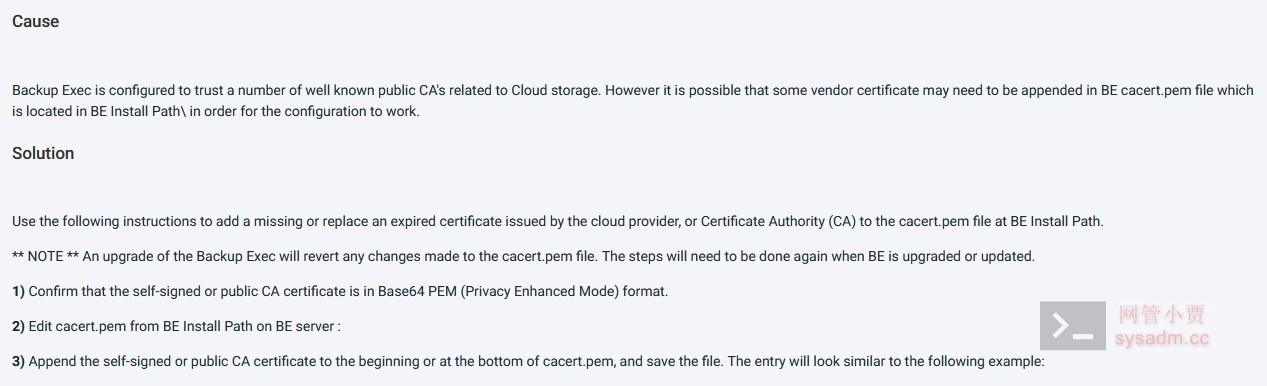 Cause
Backup Exec is configured to trust a number of well known public CA's related to Cloud storage. However it is possible that some vendor certificate may need to be appended in BE cacert.pem file which
is located in BE Install Path\ in order for the configuration to work.
Solution
Use the following instructions to add a missing or replace an expired certificate issued by the cloud provider, or Certificate Authority (CA) to the cacert.pem file at BE Install Path.
** NOTE ** An upgrade of the Backup Exec will revert any changes made to the cacert.pem file. The steps will need to be done again when BE is upgraded or updated.
1) Confirm that the self-signed or public CA certificate is in Base64 PEM (Privacy Enhanced Mode) format.
2) Edit cacert.pem from BE Install Path on BE server :
3) Append the self-signed or public CA certificate to the beginning or at the bottom of cacert.pem, and save the file. The entry will look similar to the following example:
网管小贾
sysadm.cc